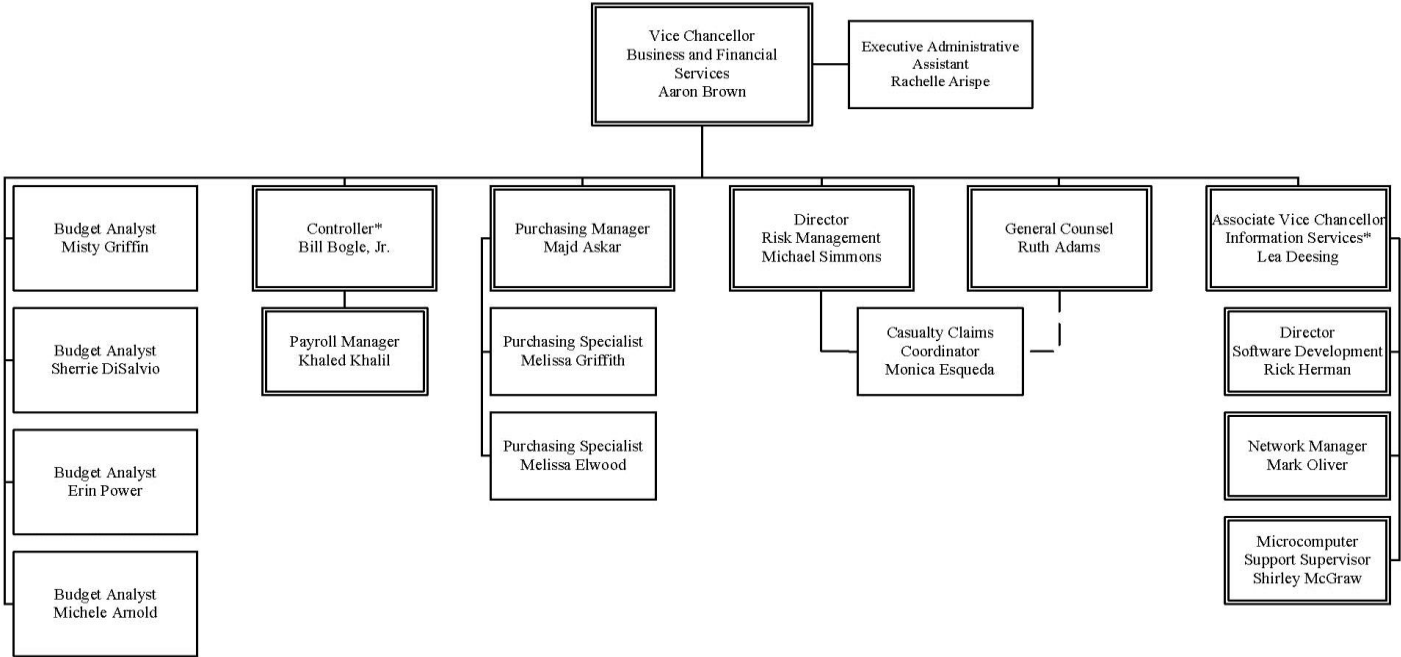 Vice Chancellor
Business and Financial
Services
Aaron Brown
Executive Administrative
Assistant
Rachelle Arispe
Budget Analyst
Misty Griffin
Controller*
Bill Bogle, Jr.
Purchasing Manager
Majd Askar
Director
Risk Management
Michael Simmons
General Counsel
Ruth Adams
Associate Vice Chancellor
Information Services*
Lea Deesing
Budget Analyst
Sherrie DiSalvio
Payroll Manager
Khaled Khalil
Purchasing Specialist
Melissa Griffith
Casualty Claims
Coordinator
Monica Esqueda
Director
Software Development
Rick Herman
Budget Analyst
Erin Power
Purchasing Specialist
Melissa Elwood
Network Manager
Mark Oliver
Budget Analyst
Michele Arnold
Microcomputer
Support Supervisor
Shirley McGraw